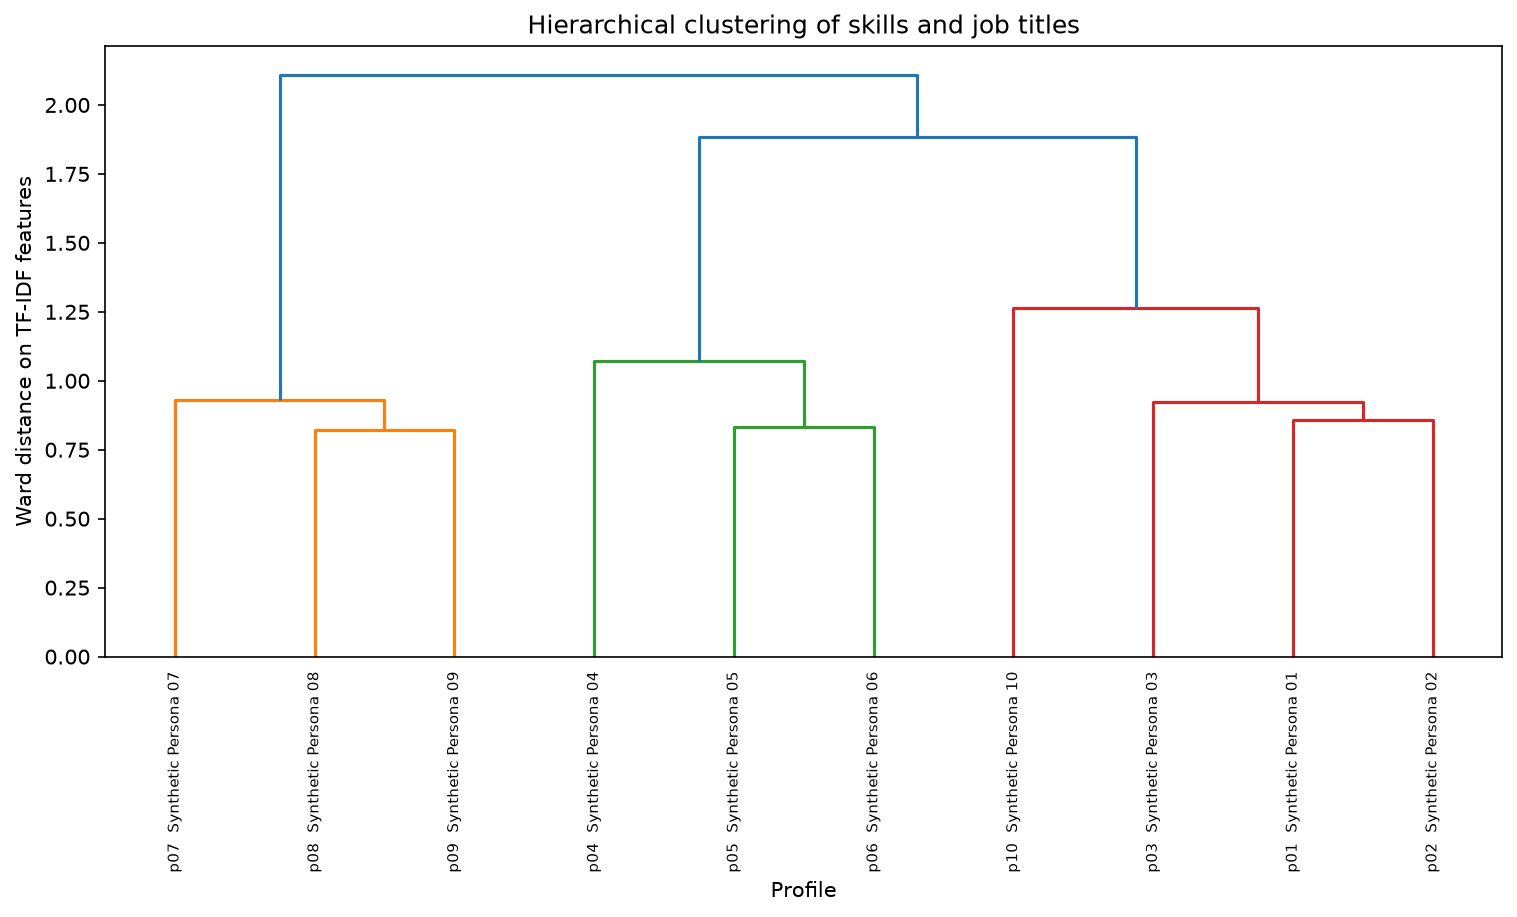 Hierarchical clustering of skills and job titles
Ward distance on TF-IDF features
2.00
1.75
1.50
1.25
1.00
0.75
0.50
0.25
0.00
p07  Synthetic Persona 07
p08  Synthetic Persona 08
p09  Synthetic Persona 09
p04  Synthetic Persona 04
p05  Synthetic Persona 05
p06  Synthetic Persona 06
p10  Synthetic Persona 10
p03  Synthetic Persona 03
p01  Synthetic Persona 01
p02  Synthetic Persona 02
Profile